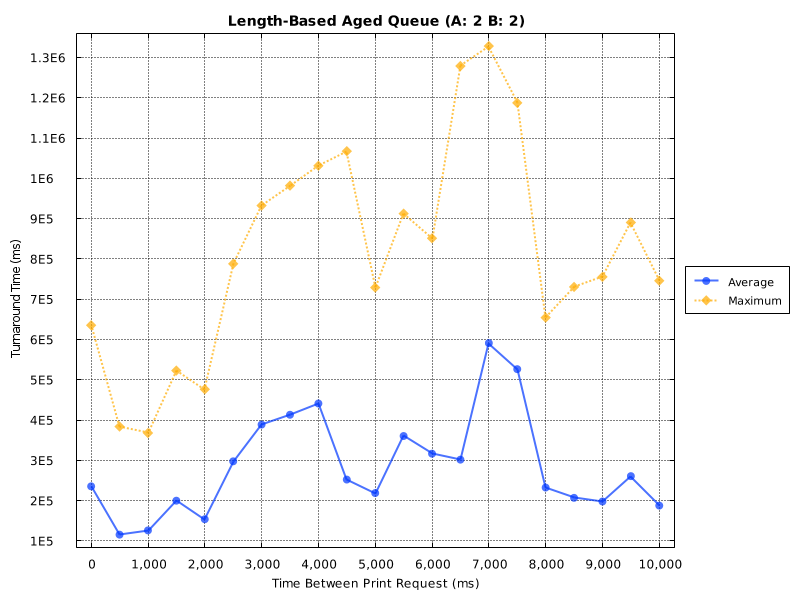 Length-Based Aged Queue (A: 2 B: 2)
1.3E6
1.2E6
1.1E6
1E6
9E5
8E5
7E5
6E5
5E5
4E5
3E5
2E5
1E5
Turnaround Time (ms)
0 1,000 2,000 3,000 4,000 5,000 6,000 7,000 8,000 9,000 10,000
Time Between Print Request (ms)
Average
Maximum